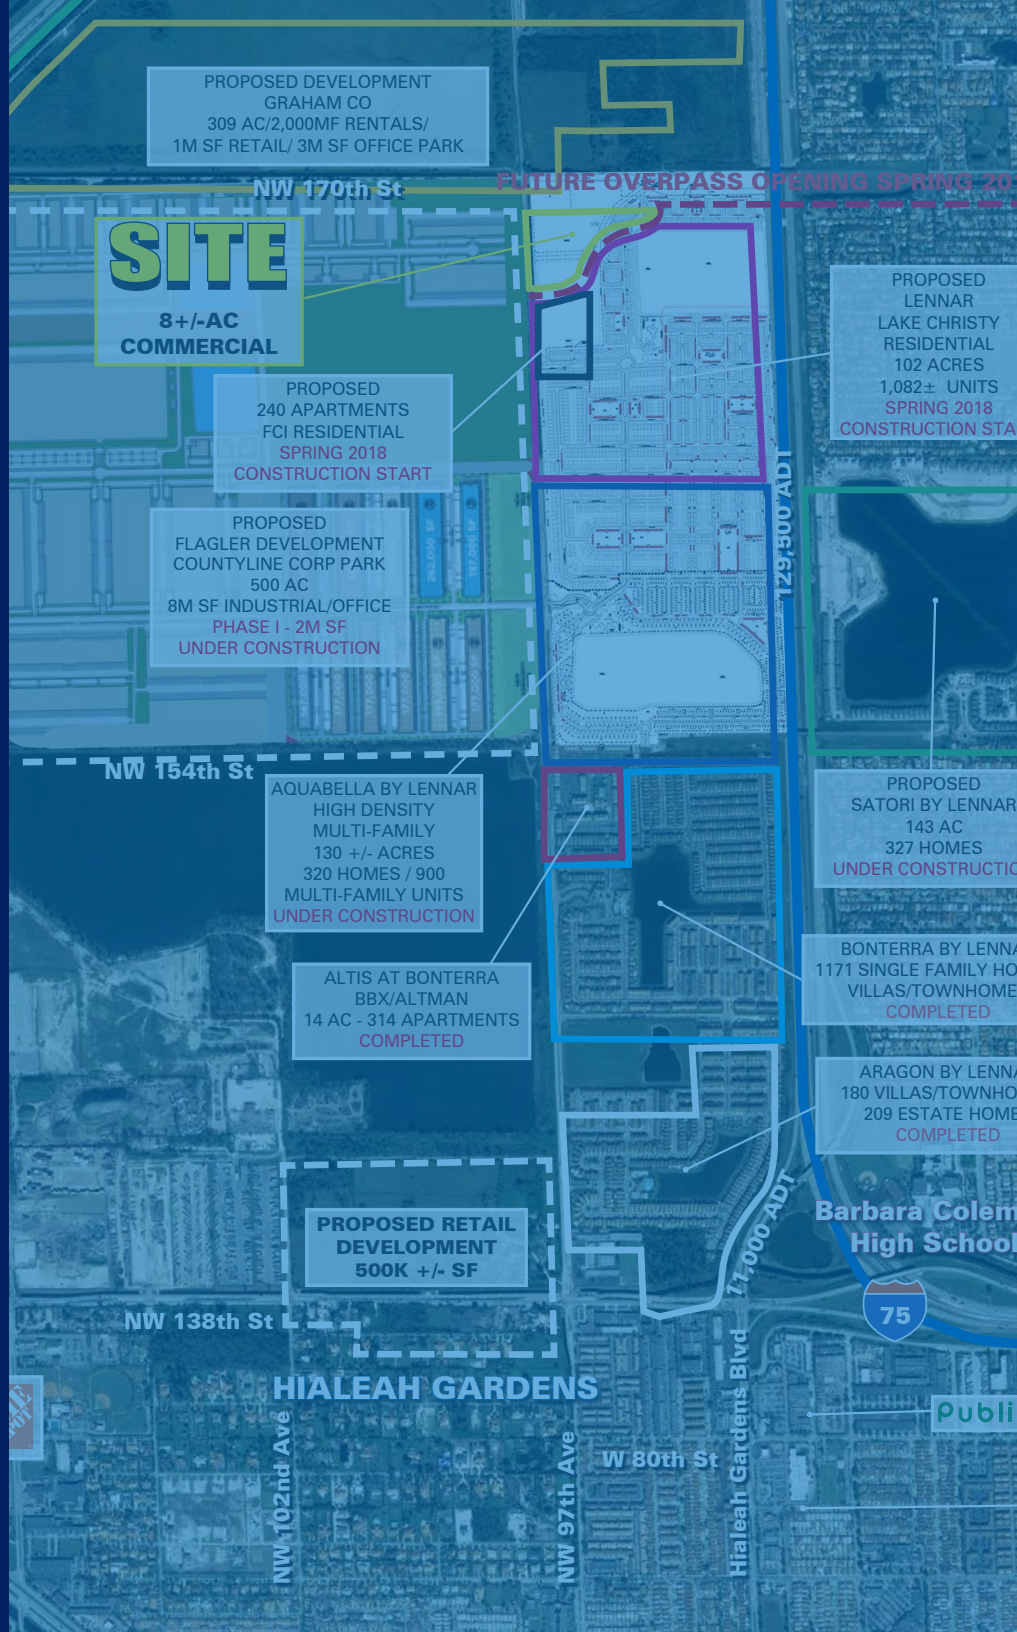 PROPOSED DEVELOPMENT
GRAHAM CO
309 AC/2,000MF RENTALS/
1M SF RETAIL/ 3M SF OFFICE PARK
NW 170th St
FUTURE OVERPASS OPENING SPRING 20
SITE
8+/-AC
COMMERCIAL
PROPOSED
LENNAR
LAKE CHRISTY
RESIDENTIAL
102 ACRES
1,082± UNITS
SPRING 2018
CONSTRUCTION STA
PROPOSED
240 APARTMENTS
FCI RESIDENTIAL
SPRING 2018
CONSTRUCTION START
129,500 ADT
PROPOSED
FLAGLER DEVELOPMENT
COUNTYLINE CORP PARK
500 AC
8M SF INDUSTRIAL/OFFICE
PHASE I - 2M SF
UNDER CONSTRUCTION
NW 154th St
AQUABELLA BY LENNAR
HIGH DENSITY
MULTI-FAMILY
130 +/- ACRES
320 HOMES / 900
MULTI-FAMILY UNITS
UNDER CONSTRUCTION
PROPOSED
SATORI BY LENNAR
143 AC
327 HOMES
UNDER CONSTRUCTIO
ALTIS AT BONTERRA
BBX/ALTMAN
14 AC - 314 APARTMENTS
COMPLETED
BONTERRA BY LENNA
1171 SINGLE FAMILY HO
VILLAS/TOWNHOME
COMPLETED
ARAGON BY LENNA
180 VILLAS/TOWNHO
209 ESTATE HOME
COMPLETED
11,000 ADT
PROPOSED RETAIL
DEVELOPMENT
500K +/- SF
Barbara Colem
High School
75
NW 138th St
HIALEAH GARDENS
Publi
W 80th St
NW 102nd Ave
NW 97th Ave
Hialeah Gardens Blvd